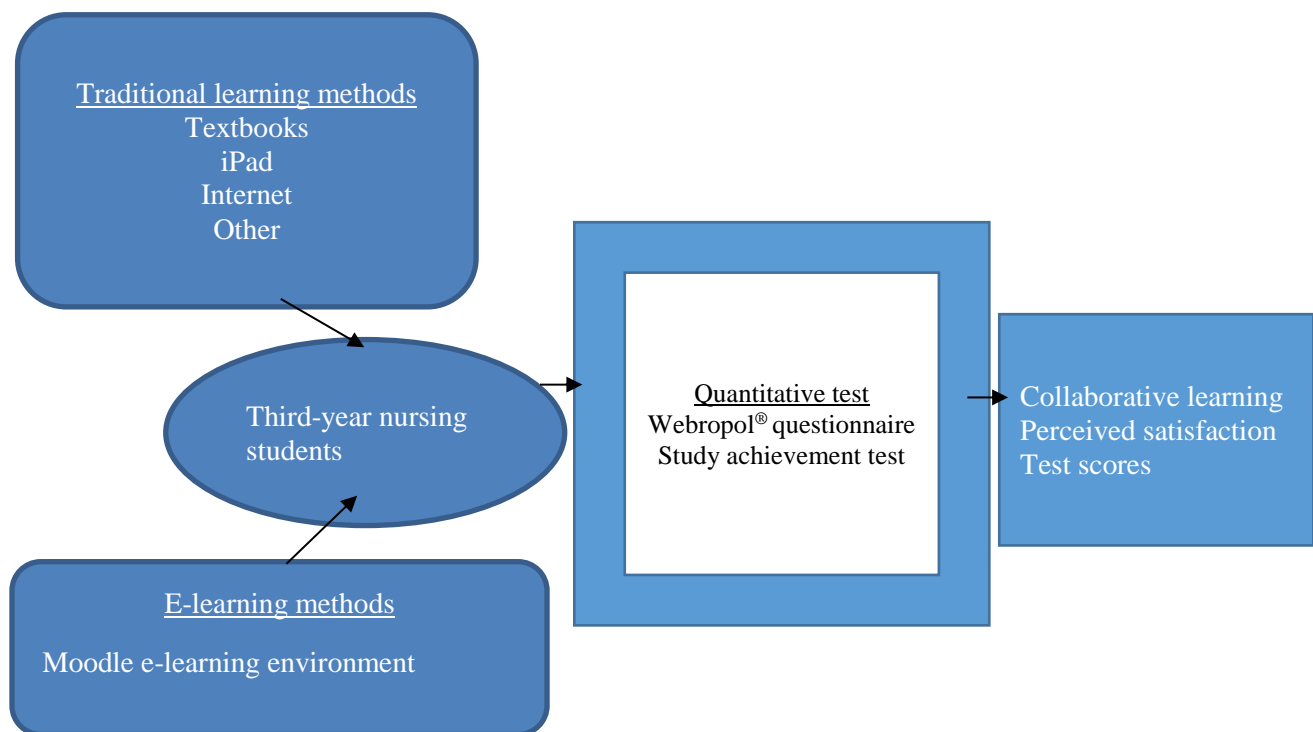 Traditional learning methods
Textbooks
iPad
Internet
Other
Third-year nursing
students
E-learning methods
Moodle e-learning environment
Quantitative test
Webropol® questionnaire
Study achievement test
Collaborative learning
Perceived satisfaction
Test scores